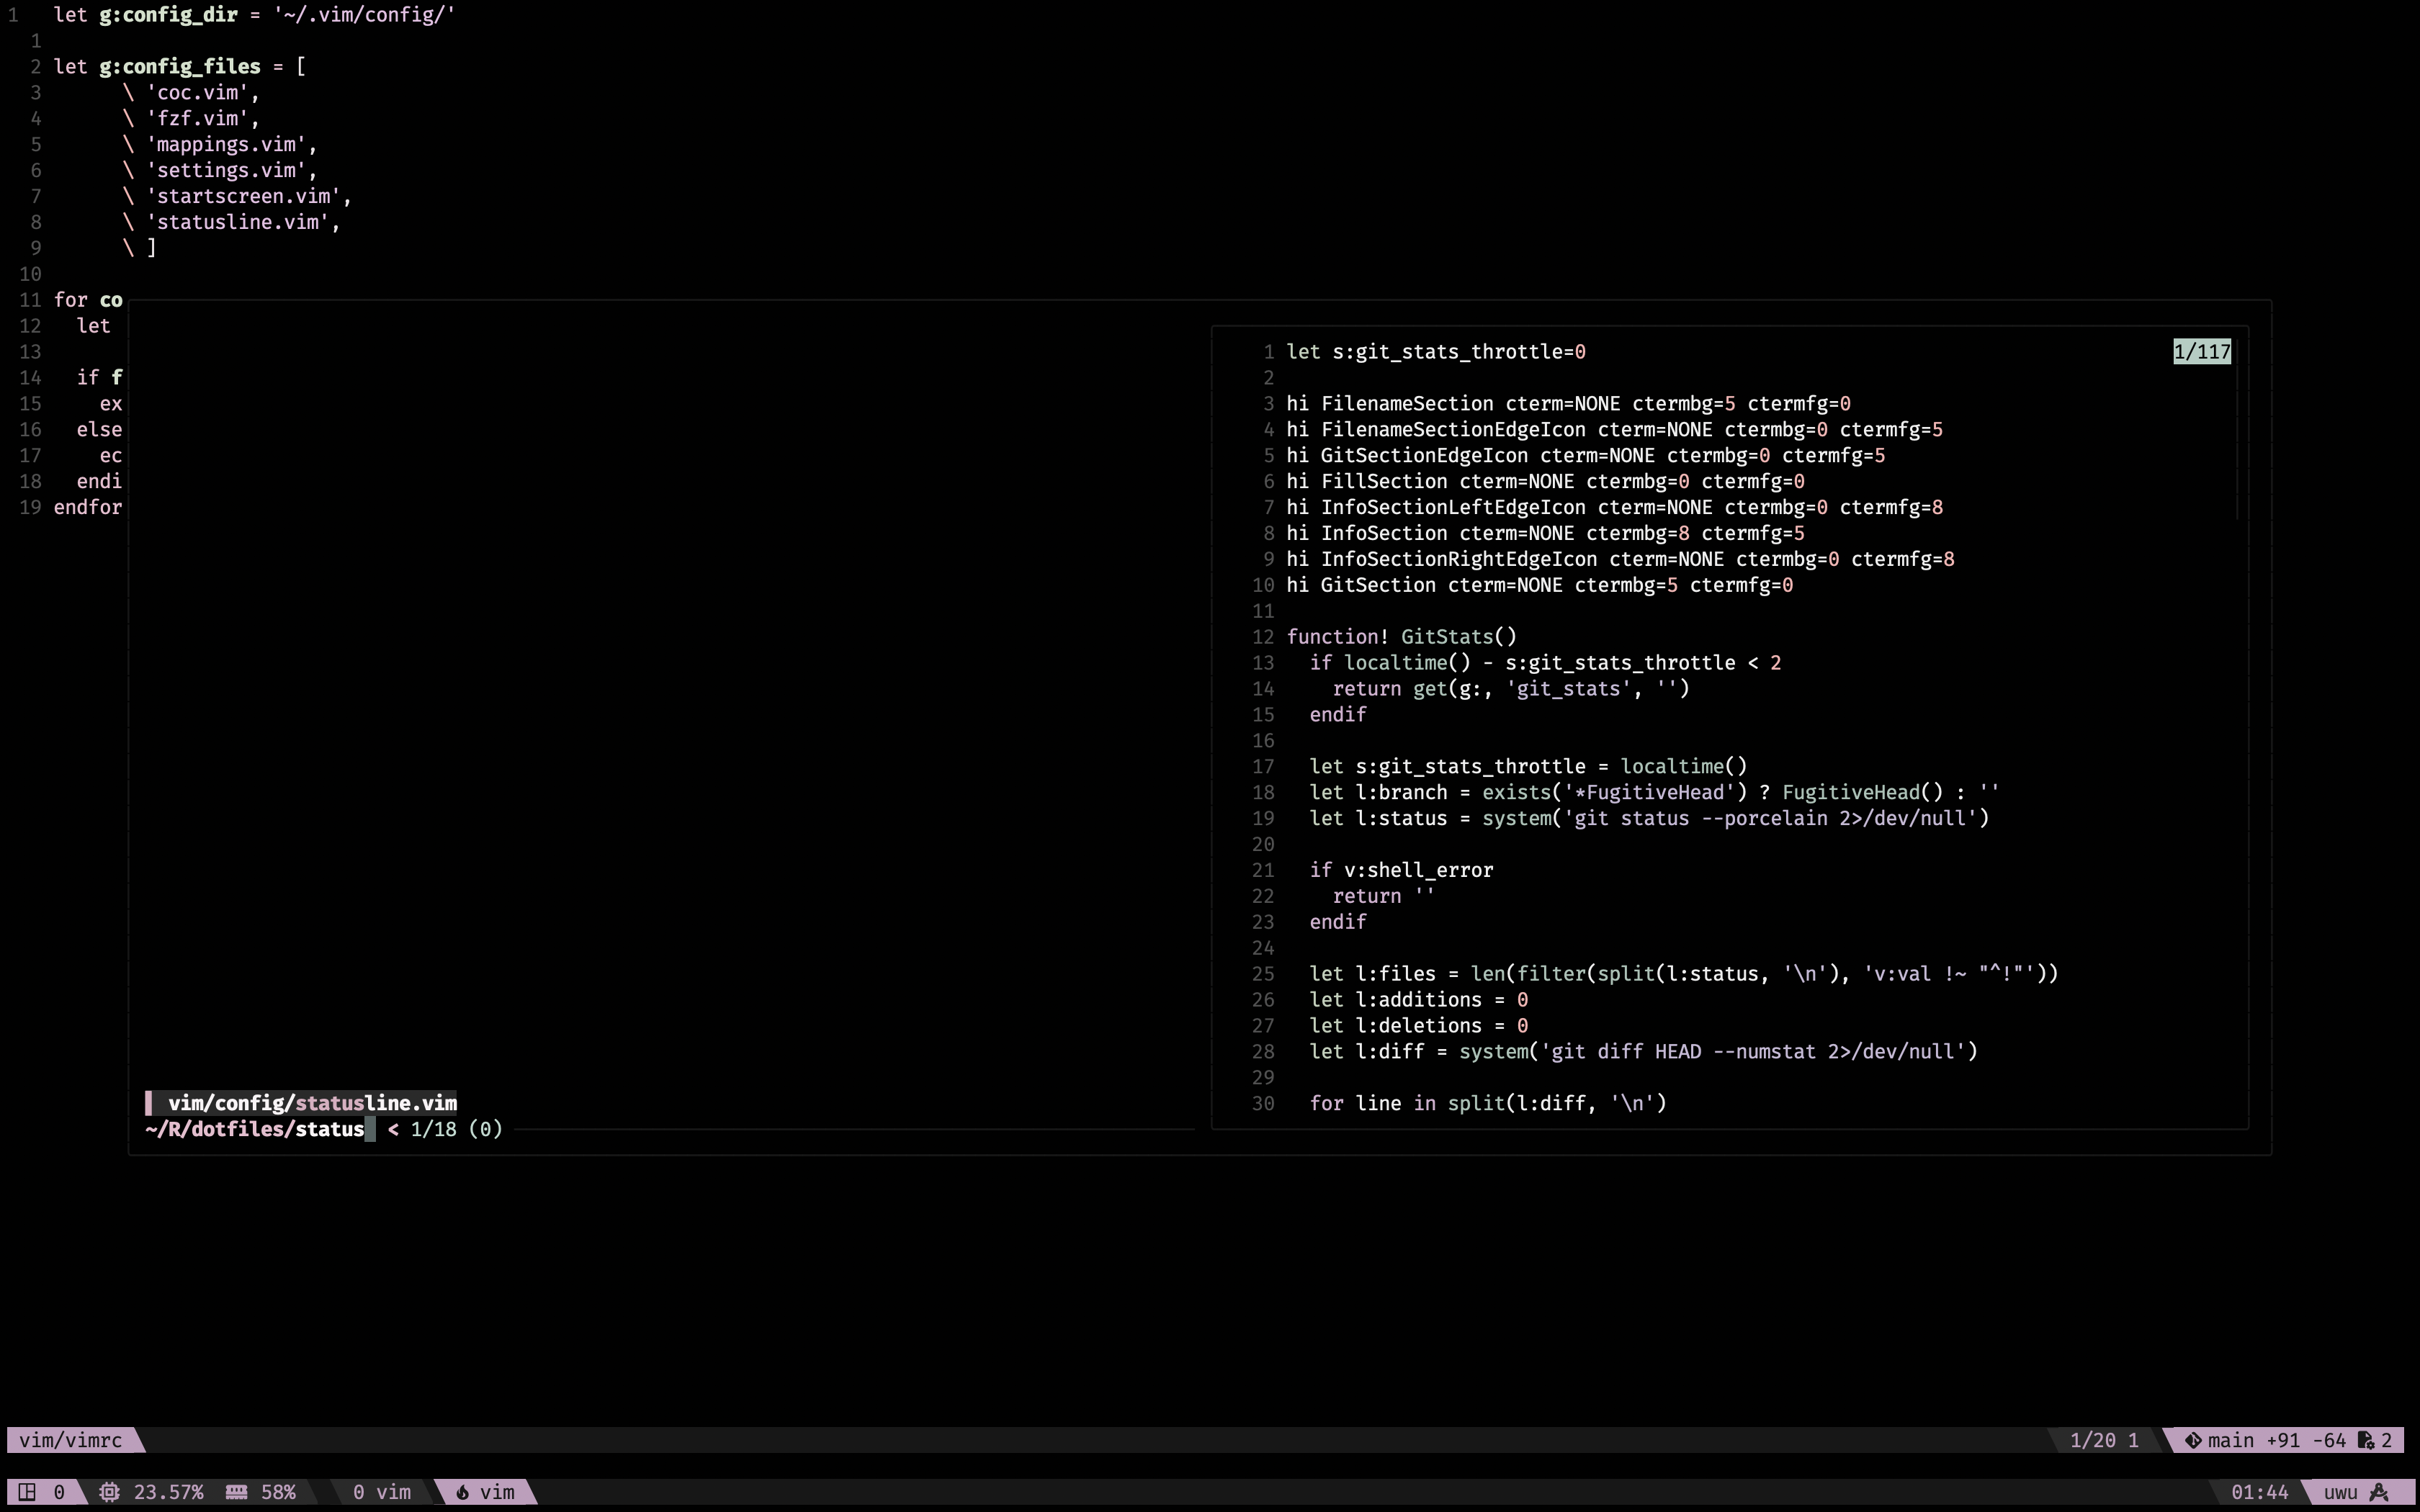 1 let g:config_dir = '~/.vim/config/'
1
2 let g:config_files = [
3 \ 'coc.vim',
4 \ 'fzf.vim',
5 \ 'mappings.vim',
6 \ 'settings.vim',
7 \ 'startscreen.vim',
8 \ 'statusline.vim',
9 \ ]
10
11 for co
12 let
13
14 if f
15 ex
16 else
17 ec
18 endi
19 endfor
vim/config/statusline.vim
~/R/dotfiles/status < 1/18 (0)
1/117
1 let s:git_stats_throttle=0
2
3 hi FilenameSection cterm=NONE ctermbg=5 ctermfg=0
4 hi FilenameSectionEdgeIcon cterm=NONE ctermbg=0 ctermfg=5
5 hi GitSectionEdgeIcon cterm=NONE ctermbg=0 ctermfg=5
6 hi FillSection cterm=NONE ctermbg=0 ctermfg=0
7 hi InfoSectionLeftEdgeIcon cterm=NONE ctermbg=0 ctermfg=8
8 hi InfoSection cterm=NONE ctermbg=8 ctermfg=5
9 hi InfoSectionRightEdgeIcon cterm=NONE ctermbg=0 ctermfg=8
10 hi GitSection cterm=NONE ctermbg=5 ctermfg=0
11
12 function! GitStats()
13 if localtime() - s:git_stats_throttle < 2
14 return get(g:, 'git_stats', '')
15 endif
16
17 let s:git_stats_throttle = localtime()
18 let l:branch = exists('*FugitiveHead') ? FugitiveHead() : ''
19 let l:status = system('git status --porcelain 2>/dev/null')
20
21 if v:shell_error
22 return ''
23 endif
24
25 let l:files = len(filter(split(l:status, '\n'), 'v:val !~ "^!"'))
26 let l:additions = 0
27 let l:deletions = 0
28 let l:diff = system('git diff HEAD --numstat 2>/dev/null')
29
30 for line in split(l:diff, '\n')
vim/vimrc 1/20 1 main +91 -64 2
0 23.57% 58% 0 vim vim 01:44 uwu